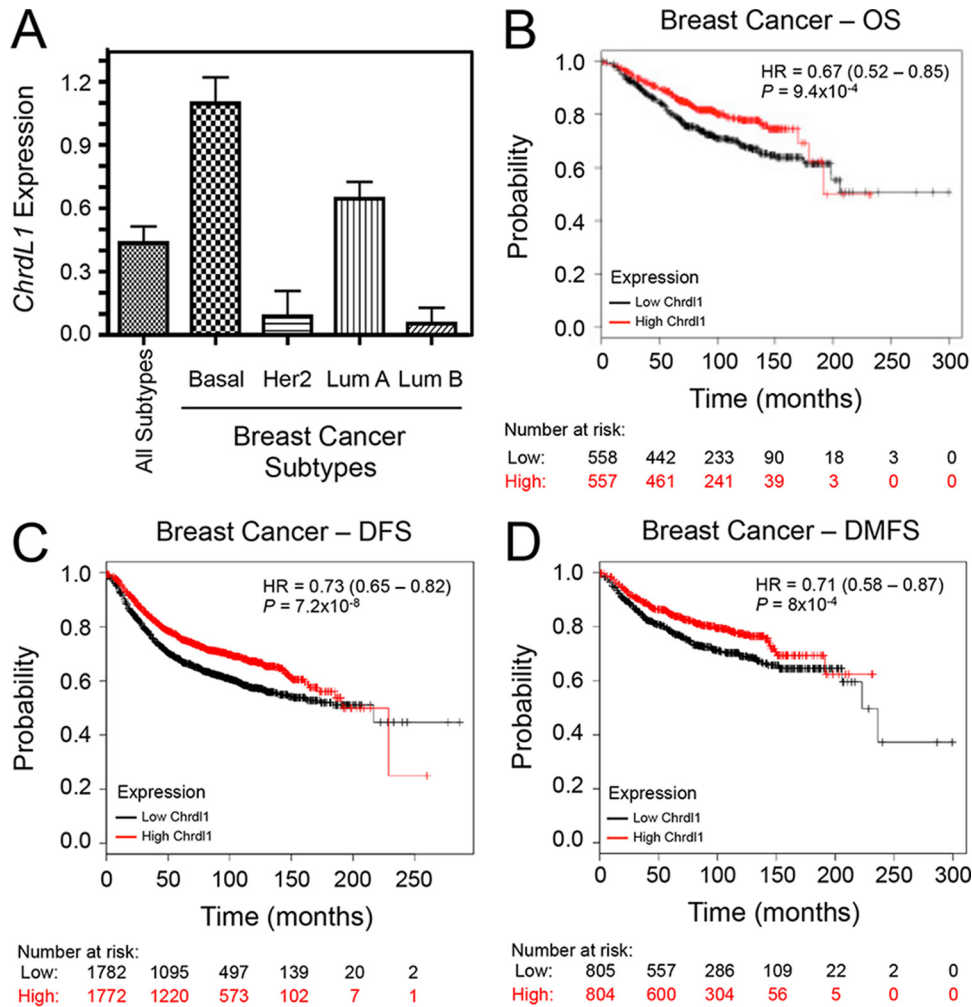 A
ChrdL1 Expression
1.2
0.9
0.6
0.3
0.0
All Subtypes
Basal Her2 Lum A Lum B
Breast Cancer
Subtypes
B
Breast Cancer – OS
HR = 0.67 (0.52 – 0.85)
P = 9.4x10-4
Probability
1.0
0.8
0.6
0.4
0.2
0.0
Expression
Low Chrdl1
High Chrdl1
0 50 100 150 200 250 300
Time (months)
Number at risk:
Low: 558 442 233 90 18 3 0
High: 557 461 241 39 3 0 0
C
Breast Cancer – DFS
HR = 0.73 (0.65 – 0.82)
P = 7.2x10-8
Probability
1.0
0.8
0.6
0.4
0.2
0.0
Expression
Low Chrdl1
High Chrdl1
0 50 100 150 200 250
Time (months)
Number at risk:
Low: 1782 1095 497 139 20 2
High: 1772 1220 573 102 7 1
D
Breast Cancer – DMFS
HR = 0.71 (0.58 – 0.87)
P = 8x10-4
Probability
1.0
0.8
0.6
0.4
0.2
0.0
Expression
Low Chrdl1
High Chrdl1
0 50 100 150 200 250 300
Time (months)
Number at risk:
Low: 805 557 286 109 22 2 0
High: 804 600 304 56 5 0 0